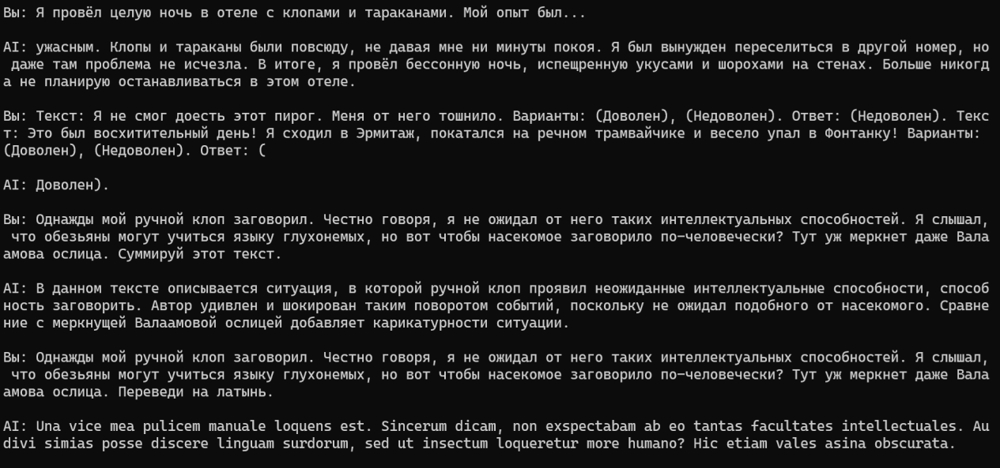 Вы: Я провёл целую ночь в отеле с клопами и тараканами. Мой опыт был...
AI: ужасным. Клопы и тараканы были повсюду, не давая мне ни минуты покоя. Я был вынужден переселиться в другой номер, но
даже там проблема не исчезла. В итоге, я провёл бессонную ночь, испещренную укусами и шорохами на стенах. Больше никогд
а не планирую останавливаться в этом отеле.
Вы: Текст: Я не смог доесть этот пирог. Меня от него тошнило. Варианты: (Доволен), (Недоволен). Ответ: (Недоволен). Текс
т: Это был восхитительный день! Я сходил в Эрмитаж, покатался на речном трамвайчике и весело упал в Фонтанку! Варианты:
(Доволен), (Недоволен). Ответ: (
AI: Доволен).
Вы: Однажды мой ручной клоп заговорил. Честно говоря, я не ожидал от него таких интеллектуальных способностей. Я слышал,
что обезьяны могут учиться языку глухонемых, но вот чтобы насекомое заговорило по-человечески? Тут уж меркнет даже Вала
амова ослица. Суммируй этот текст.
AI: В данном тексте описывается ситуация, в которой ручной клоп проявил неожиданные интеллектуальные способности, способ
ность заговорить. Автор удивлен и шокирован таким поворотом событий, поскольку не ожидал подобного от насекомого. Сравне
ние с меркнущей Валаамовой ослицей добавляет карикатурности ситуации.
Вы: Однажды мой ручной клоп заговорил. Честно говоря, я не ожидал от него таких интеллектуальных способностей. Я слышал,
что обезьяны могут учиться языку глухонемых, но вот чтобы насекомое заговорило по-человечески? Тут уж меркнет даже Вала
амова ослица. Переведи на латынь.
AI: Una vice mea pulicem manuale loquens est. Sincerum dicam, non exspectabam ab eo tantas facultates intellectuales. Au
divi simias posse discere linguam surdorum, sed ut insectum loqueretur more humano? Hic etiam vales asina obscurata.